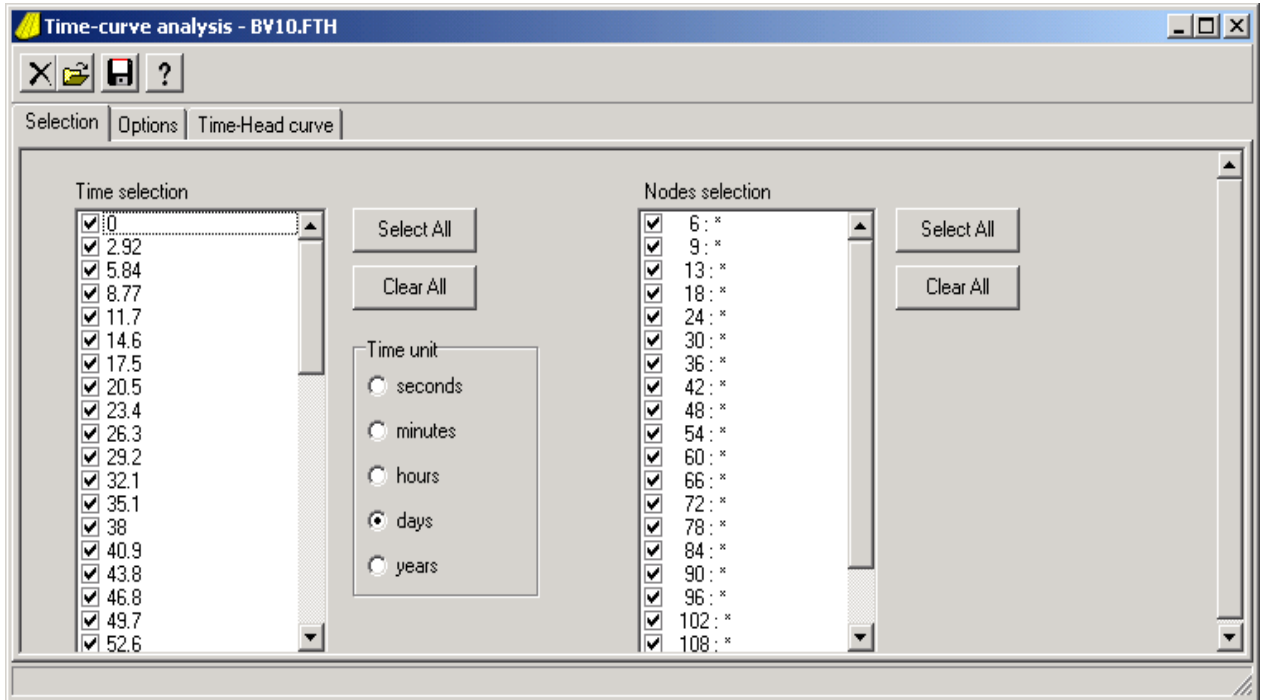 Time-curve analysis - BV10.FTH
?
Selection Options Time-Head curve
Time selection
0
2.92
5.84
8.77
11.7
14.6
17.5
20.5
23.4
26.3
29.2
32.1
35.1
38
40.9
43.8
46.8
49.7
52.6
Select All
Clear All
Time unit
seconds
minutes
hours
days
years
Nodes selection
6 : *
9 : *
13 : *
18 : *
24 : *
30 : *
36 : *
42 : *
48 : *
54 : *
60 : *
66 : *
72 : *
78 : *
84 : *
90 : *
96 : *
102 : *
108 : *
Select All
Clear All